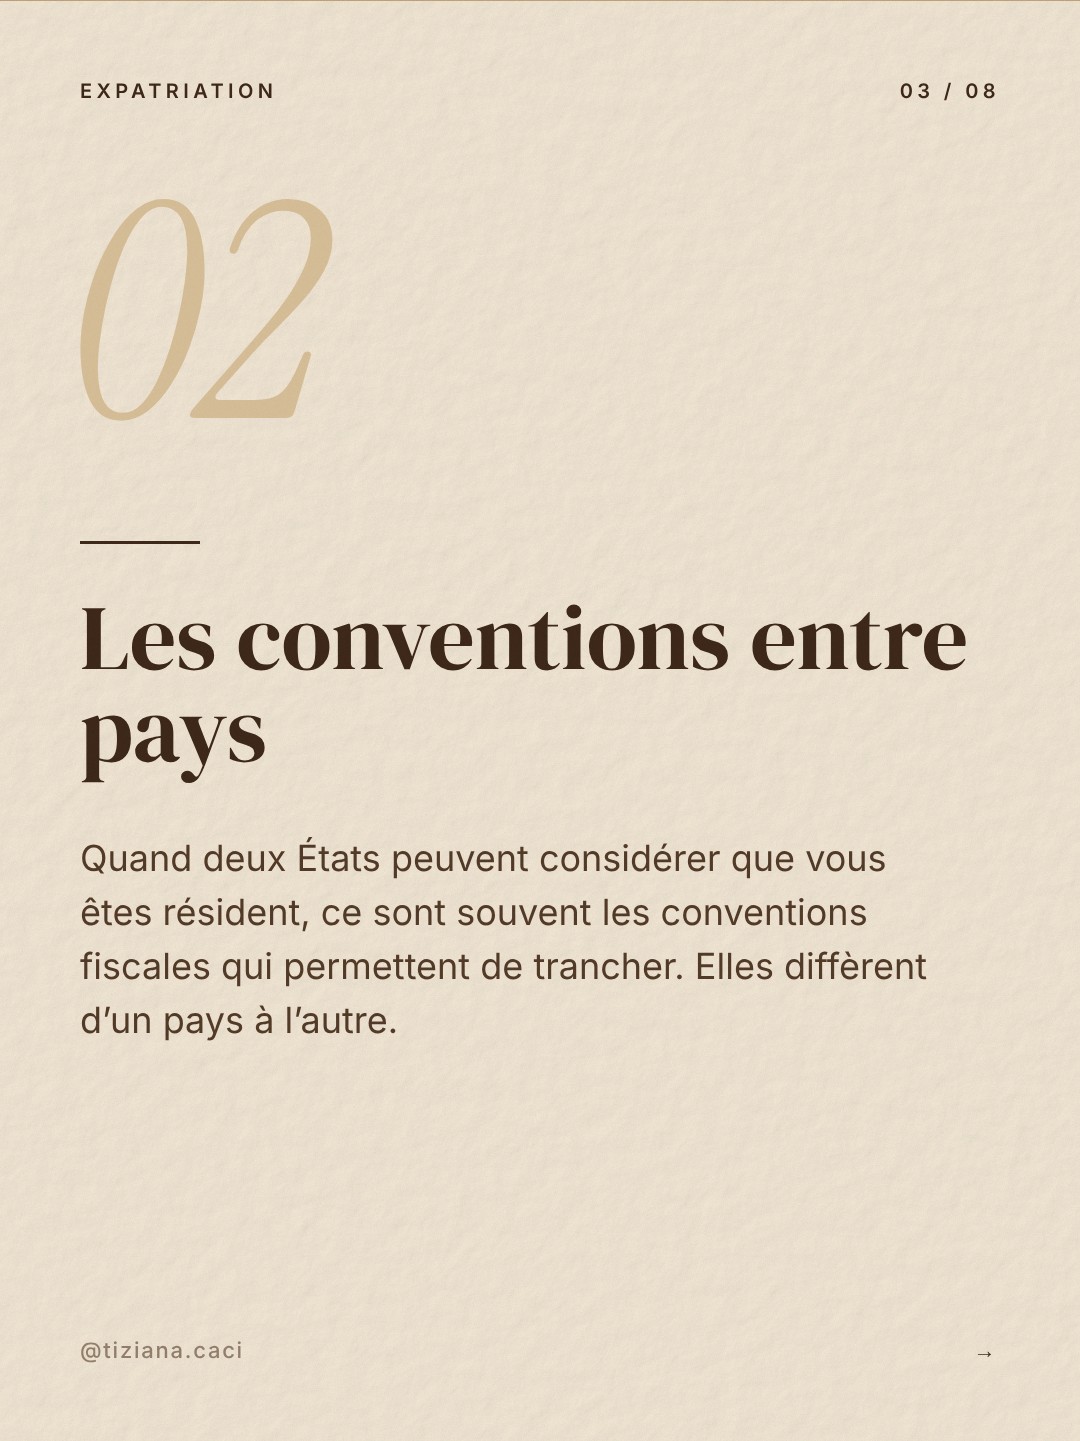 EXPATRIATION
03 / 08
02
Les conventions entre
pays
Quand deux États peuvent considérer que vous
êtes résident, ce sont souvent les conventions
fiscales qui permettent de trancher. Elles diffèrent
d’un pays à l’autre.
@tiziana.caci
→